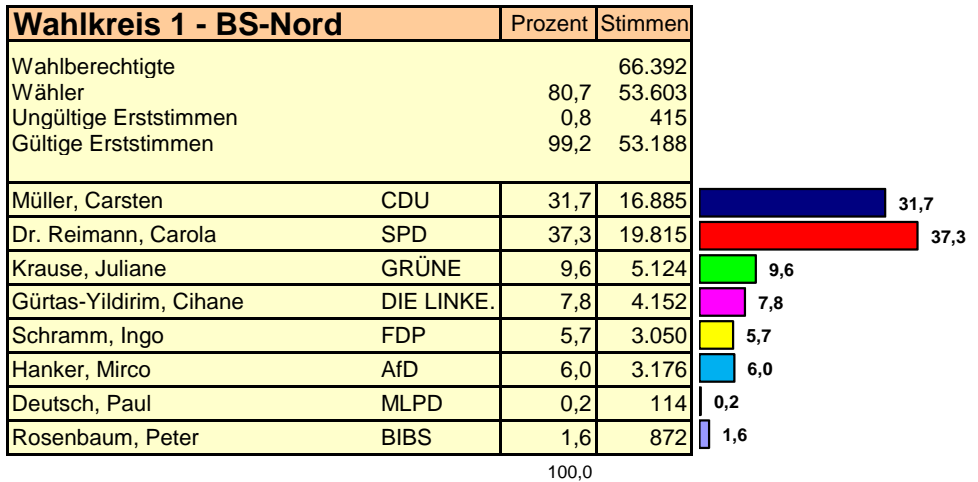 Wahlkreis 1 - BS-Nord Prozent Stimmen
Wahlberechtigte 66.392
Wähler 80,7 53.603
Ungültige Erststimmen 0,8 415
Gültige Erststimmen 99,2 53.188
Müller, Carsten CDU 31,7 16.885 31,7
Dr. Reimann, Carola SPD 37,3 19.815 37,3
Krause, Juliane GRÜNE 9,6 5.124 9,6
Gürtas-Yildirim, Cihane DIE LINKE. 7,8 4.152 7,8
Schramm, Ingo FDP 5,7 3.050 5,7
Hanker, Mirco AfD 6,0 3.176 6,0
Deutsch, Paul MLPD 0,2 114 0,2
Rosenbaum, Peter BIBS 1,6 872 1,6
100,0